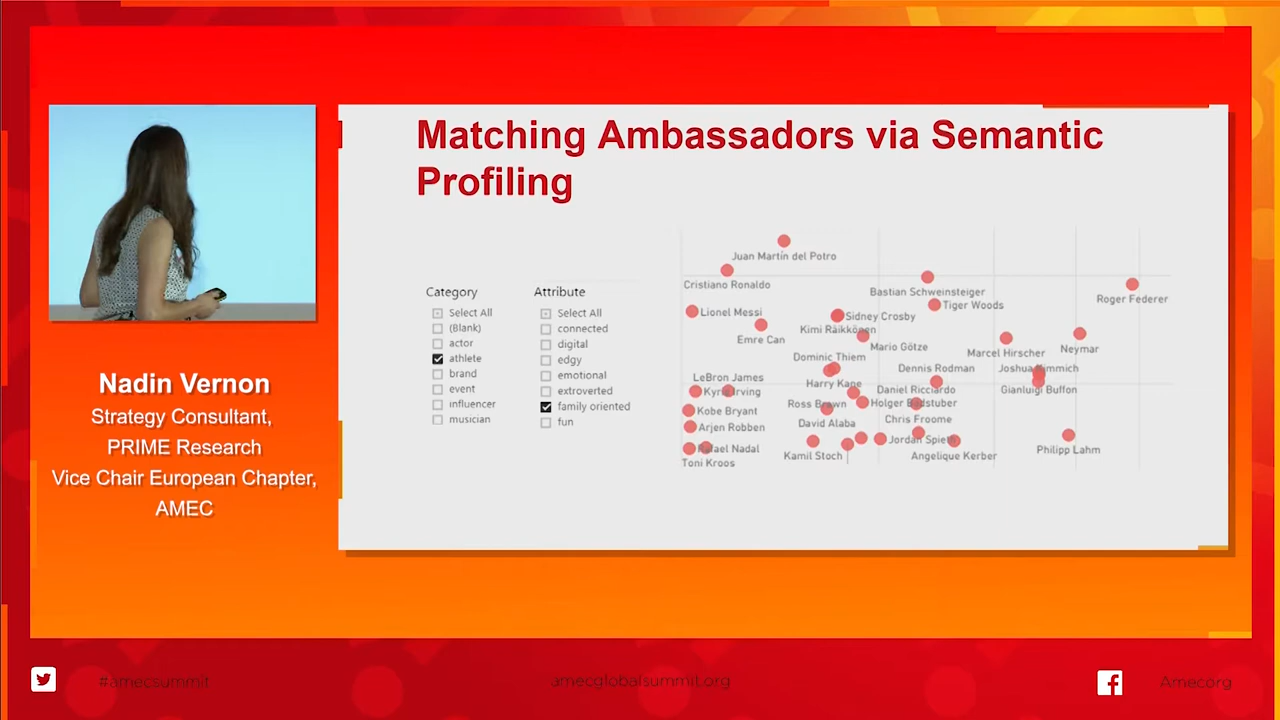 Matching Ambassadors via Semantic
Profiling
Nadin Vernon
Strategy Consultant,
PRIME Research
Vice Chair European Chapter,
AMEC
Category
Select All
(Blank)
actor
athlete
brand
event
influencer
musician
Attribute
Select All
connected
digital
edgy
emotional
extroverted
family oriented
fun
Juan Martín del Potro
Cristiano Ronaldo
Bastian Schweinsteiger
Roger Federer
Tiger Woods
Lionel Messi
Sidney Crosby
Kimi Räikkönen
Emre Can
Mario Götze
Marcel Hirscher
Neymar
Dominic Thiem
Dennis Rodman
Joshua Kimmich
LeBron James
Harry Kane
Daniel Ricciardo
Gianluigi Buffon
Kyrie Irving
Ross Brawn
Holger Badstuber
Kobe Bryant
Chris Froome
David Alaba
Arjen Robben
Jordan Spieth
Rafael Nadal
Kamil Stoch
Angelique Kerber
Philipp Lahm
Toni Kroos
#amecsummit
amecglobalsummit.org
Amecorg